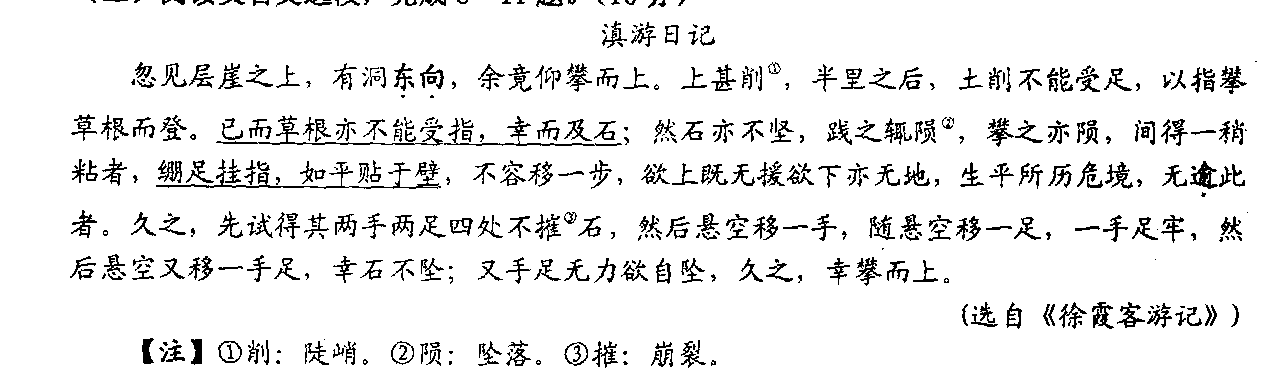 滇游日记
忽见层崖之上，有洞东向，余竟仰攀而上。上甚削①，半里之后，土削不能受足，以指攀
草根而登。已而草根亦不能受指，幸而及石；然石亦不坚，践之辄陨②，攀之亦陨，间得一稍
粘者，绷足挂指，如平贴于壁，不容移一步，欲上既无援欲下亦无地，生平所历危境，无逾此
者。久之，先试得其两手两足四处不摧③石，然后悬空移一手，随悬空移一足，一手足牢，然
后悬空又移一手足，幸石不坠；又手足无力欲自坠，久之，幸攀而上。
（选自《徐霞客游记》）
【注】①削：陡峭。②陨：坠落。③摧：崩裂。